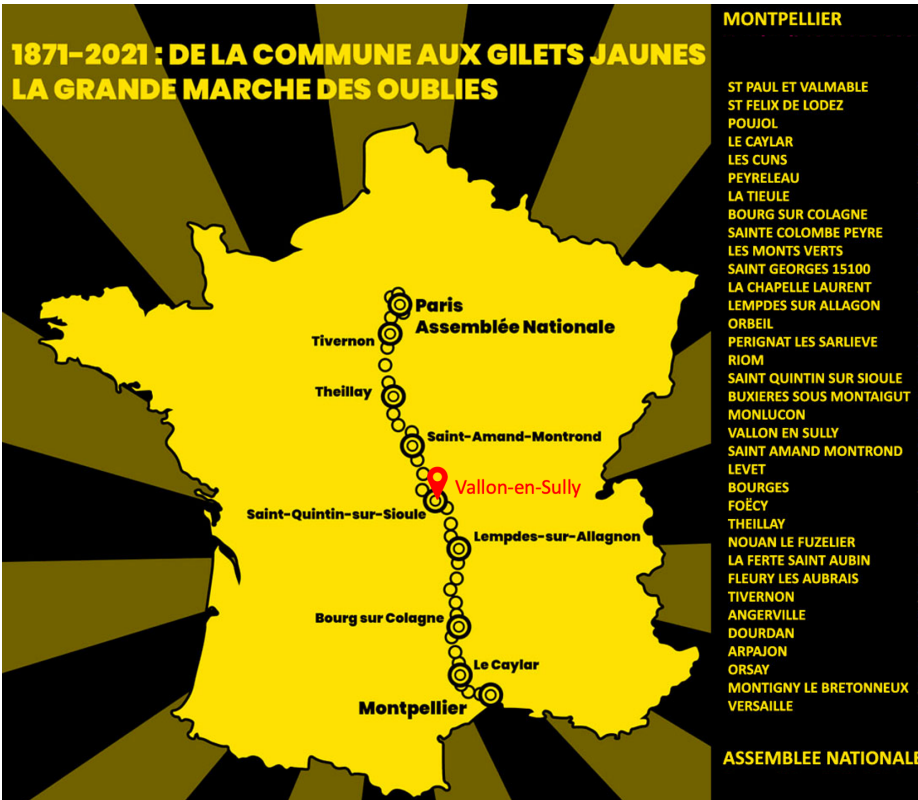 1871-2021 : DE LA COMMUNE AUX GILETS JAUNES
LA GRANDE MARCHE DES OUBLIES
Paris
Assemblée Nationale
Tivernon
Theillay
Saint-Amand-Montrond
Vallon-en-Sully
Saint-Quintin-sur-Sioule
Lempdes-sur-Allagnon
Bourg sur Colagne
Le Caylar
Montpellier
MONTPELLIER
ST PAUL ET VALMABLE
ST FELIX DE LODEZ
POUJOL
LE CAYLAR
LES CUNS
PEYRELEAU
LA TIEULE
BOURG SUR COLAGNE
SAINTE COLOMBE PEYRE
LES MONTS VERTS
SAINT GEORGES 15100
LA CHAPELLE LAURENT
LEMPDES SUR ALLAGON
ORBEIL
PERIGNAT LES SARLIEVE
RIOM
SAINT QUINTIN SUR SIOULE
BUXIERES SOUS MONTAIGUT
MONLUCON
VALLON EN SULLY
SAINT AMAND MONTROND
LEVET
BOURGES
FOËCY
THEILLAY
NOUAN LE FUZELIER
LA FERTE SAINT AUBIN
FLEURY LES AUBRAIS
TIVERNON
ANGERVILLE
DOURDAN
ARPAJON
ORSAY
MONTIGNY LE BRETONNEUX
VERSAILLE
ASSEMBLEE NATIONALE